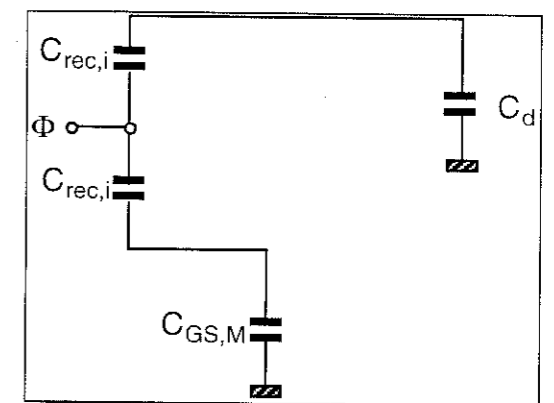 C_rec,i
C_d
Φ
C_rec,i
C_GS,M